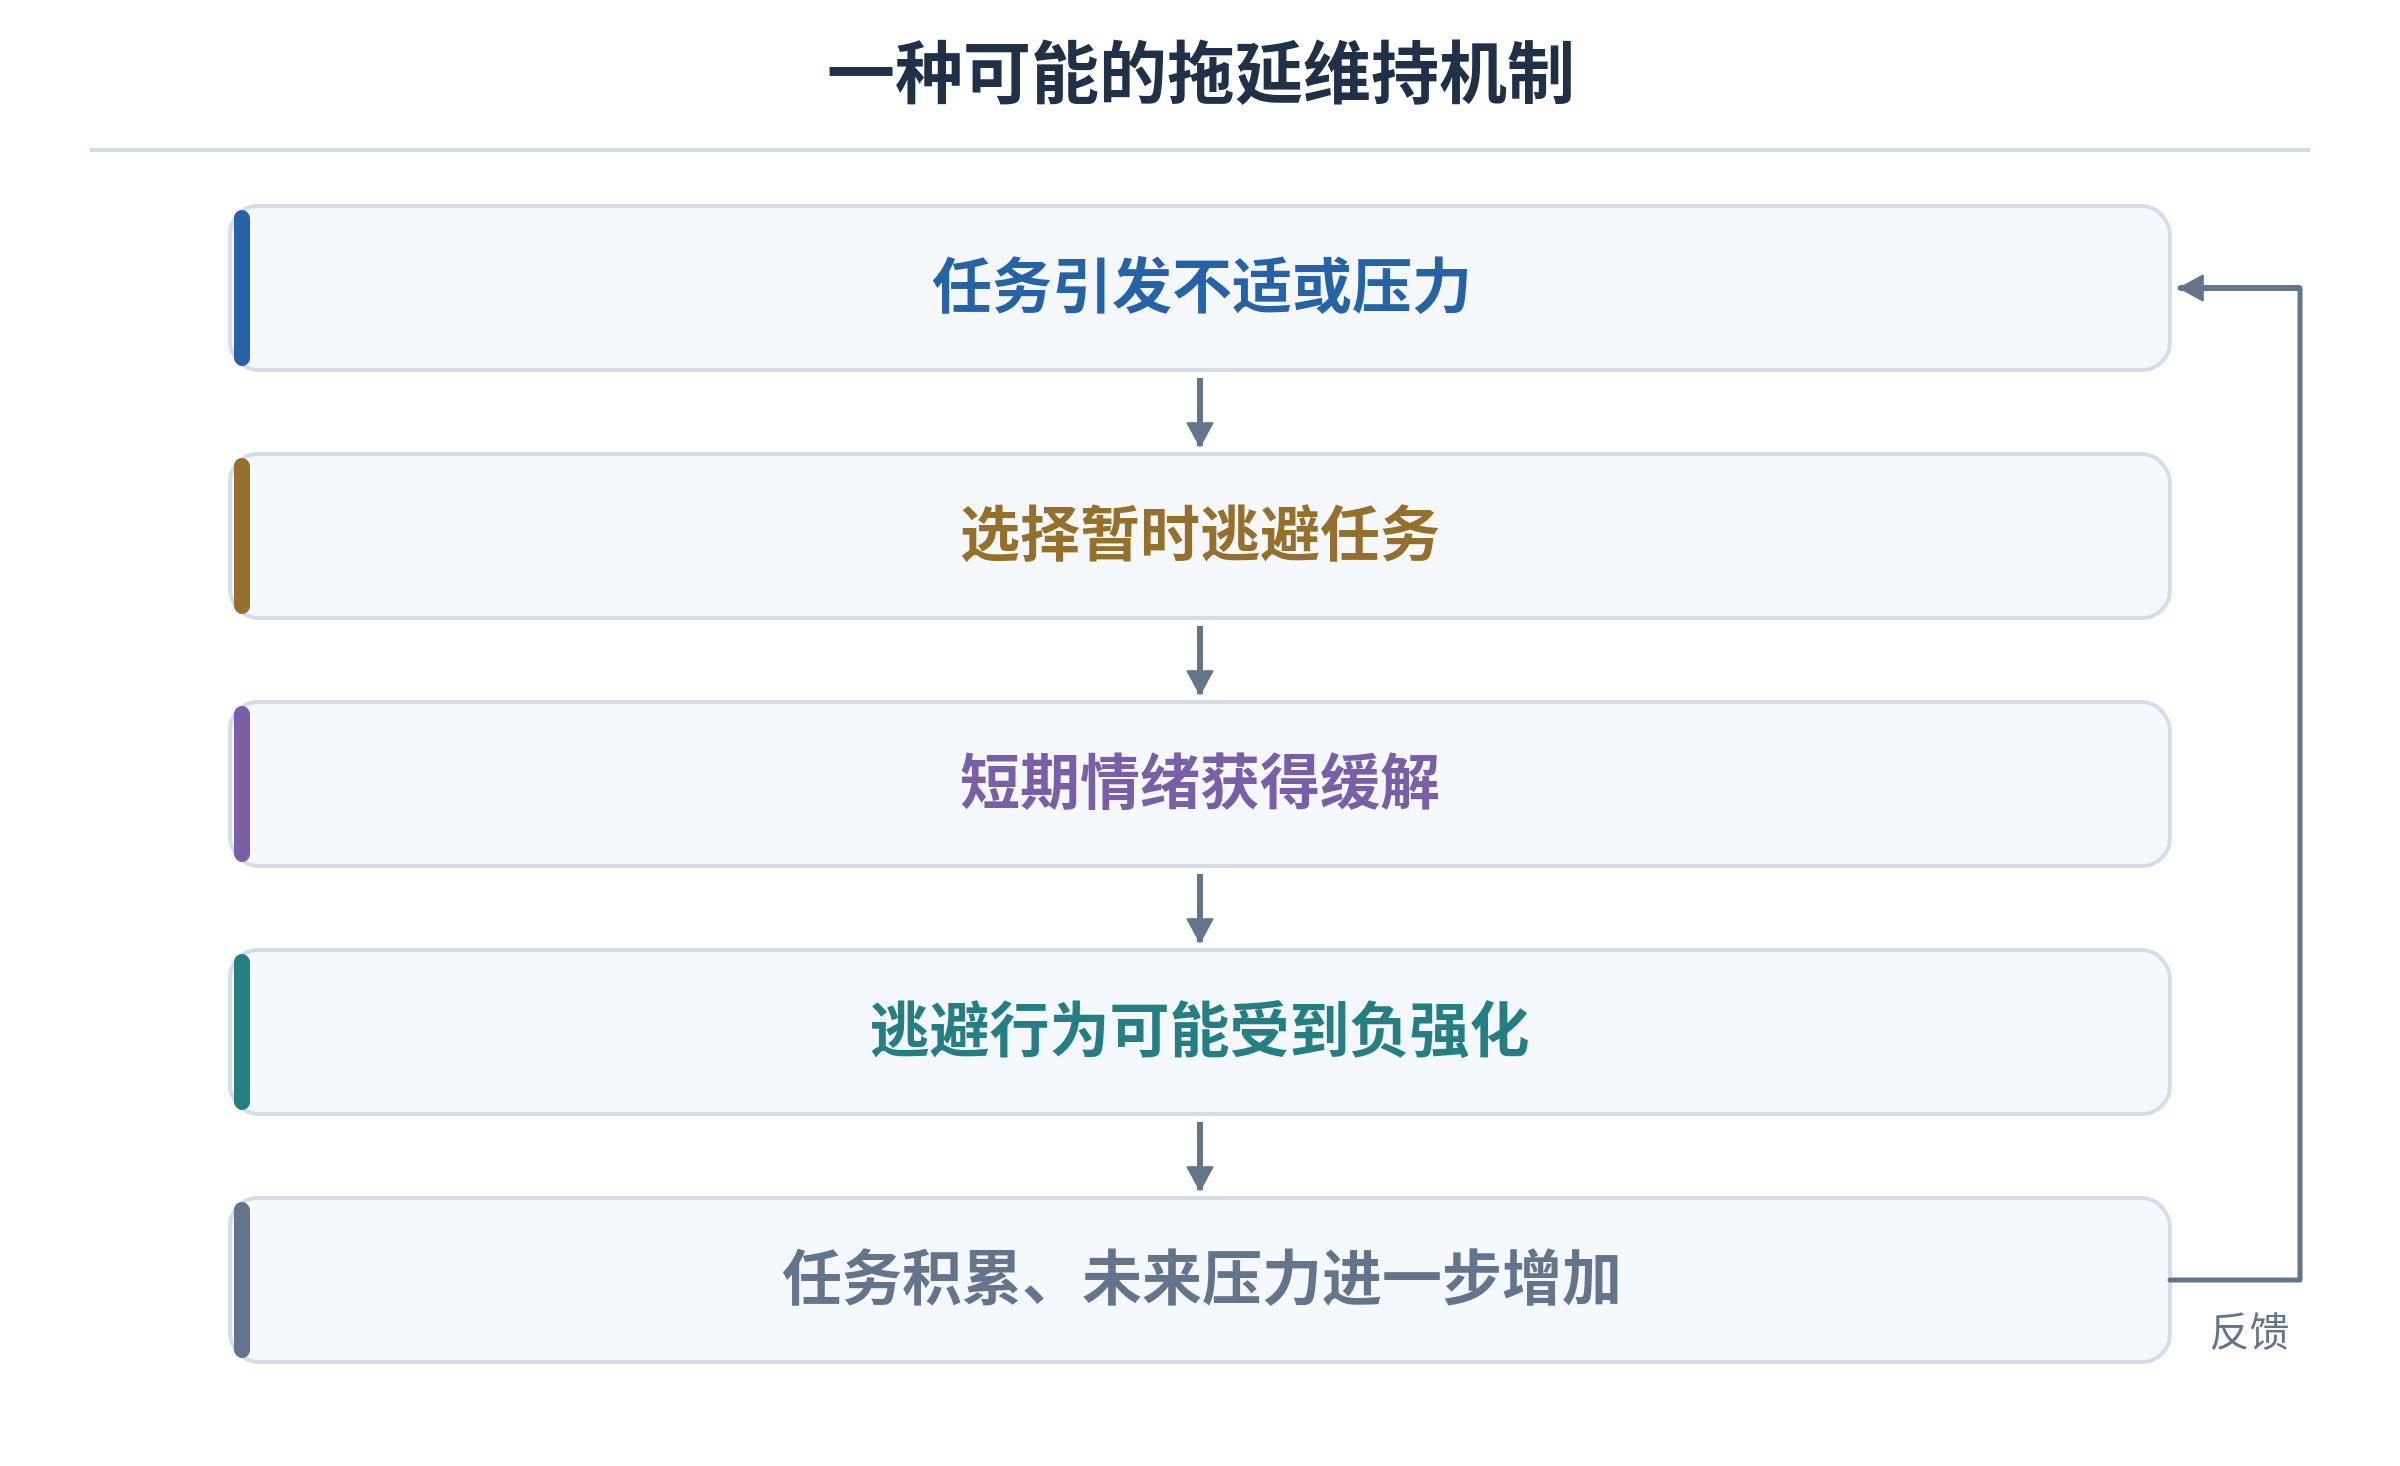 一种可能的拖延维持机制
任务引发不适或压力
选择暂时逃避任务
短期情绪获得缓解
逃避行为可能受到负强化
任务积累、未来压力进一步增加
反馈